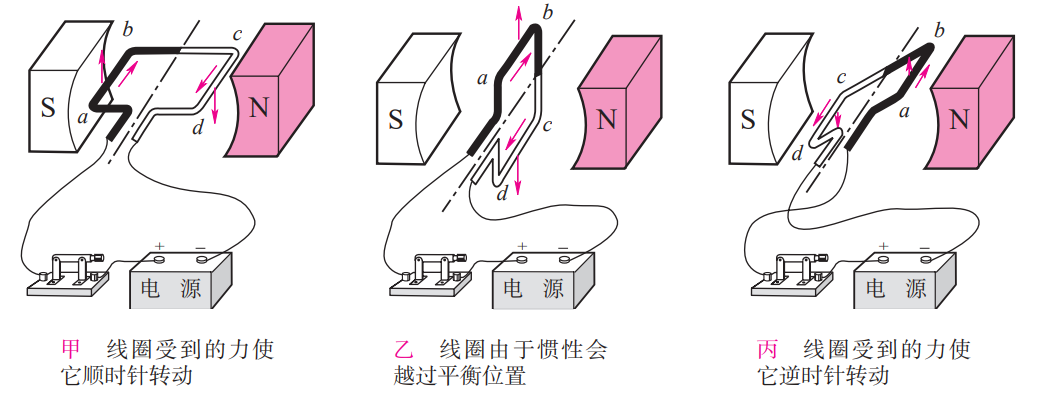 b
c
S
N
a
d
+ −
电 源
甲 线圈受到的力使
它顺时针转动
b
a
S
N
c
d
+ −
电 源
乙 线圈由于惯性会
越过平衡位置
b
c
S
a
N
d
+ −
电 源
丙 线圈受到的力使
它逆时针转动